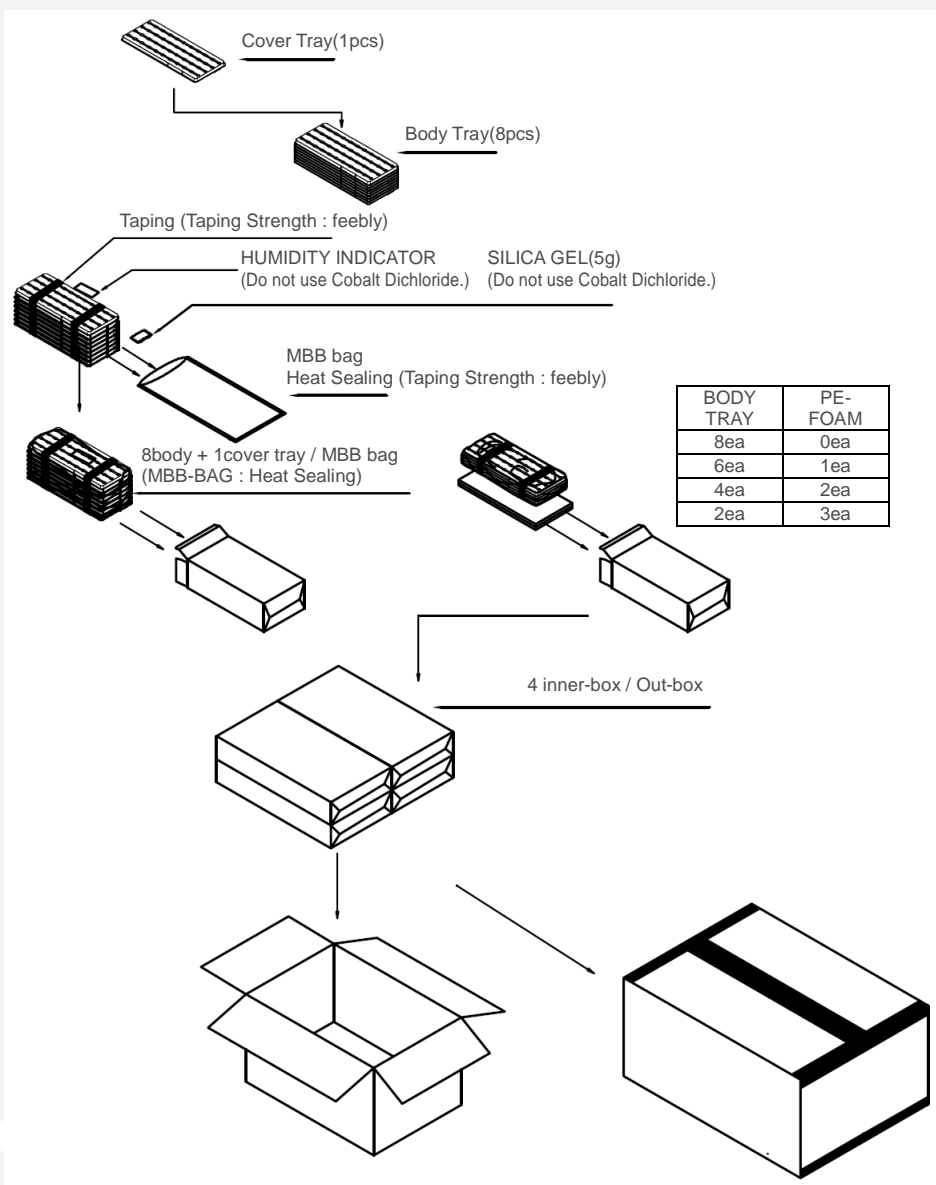 Cover Tray(1pcs)
Body Tray(8pcs)
Taping (Taping Strength : feebly)
HUMIDITY INDICATOR
(Do not use Cobalt Dichloride.)
SILICA GEL(5g)
(Do not use Cobalt Dichloride.)
MBB bag
Heat Sealing (Taping Strength : feebly)
8body + 1cover tray / MBB bag
(MBB-BAG : Heat Sealing)
BODY
TRAY
PE-
FOAM
8ea 0ea
6ea 1ea
4ea 2ea
2ea 3ea
4 inner-box / Out-box